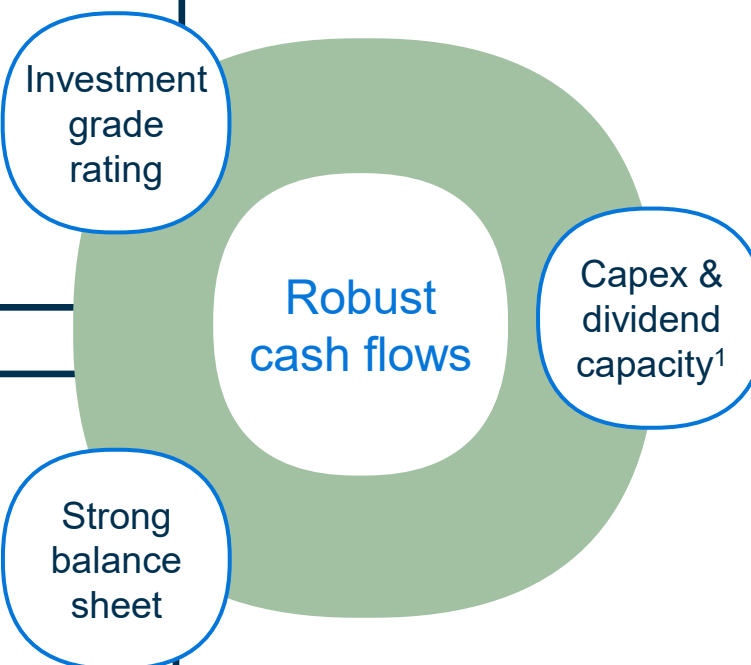 Investment
grade
rating
Robust
cash flows
Capex &
dividend
capacity¹
Strong
balance
sheet